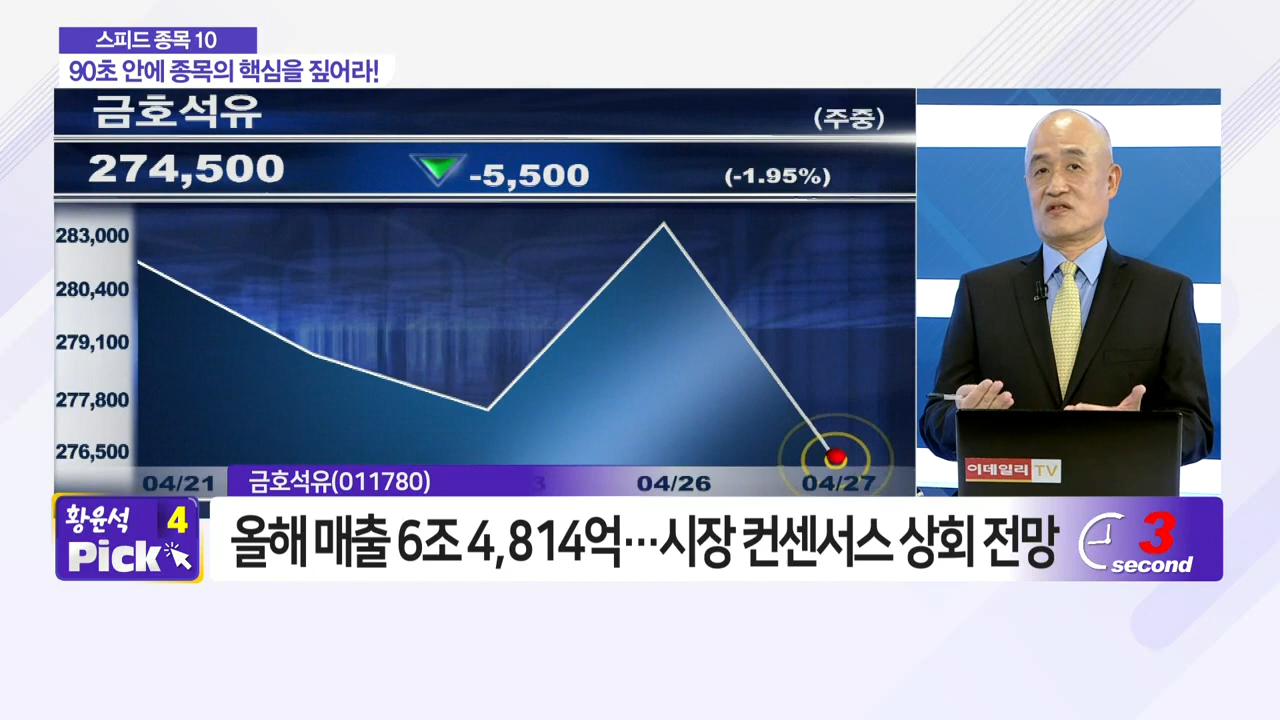 스피드 종목 10
90초 안에 종목의 핵심을 짚어라!
금호석유
(주중)
274,500
-5,500
(-1.95%)
283,000
280,400
279,100
277,800
276,500
04/21
3
04/26
04/27
금호석유(011780)
이데일리TV
황윤석
4
Pick
올해 매출 6조 4,814억…시장 컨센서스 상회 전망
3
second